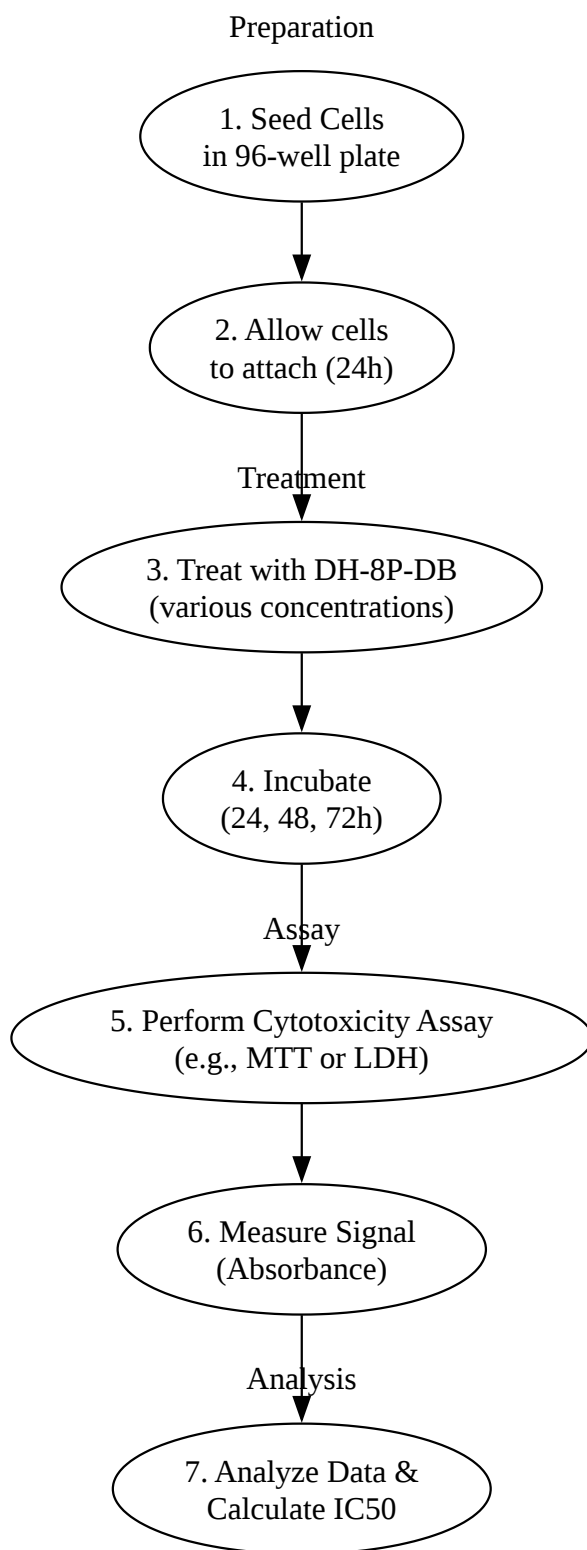 Preparation
1. Seed Cells
in 96-well plate
2. Allow cells
to attach (24h)
Treatment
3. Treat with DH-8P-DB
(various concentrations)
4. Incubate
(24, 48, 72h)
Assay
5. Perform Cytotoxicity Assay
(e.g., MTT or LDH)
6. Measure Signal
(Absorbance)
Analysis
7. Analyze Data &
Calculate IC50